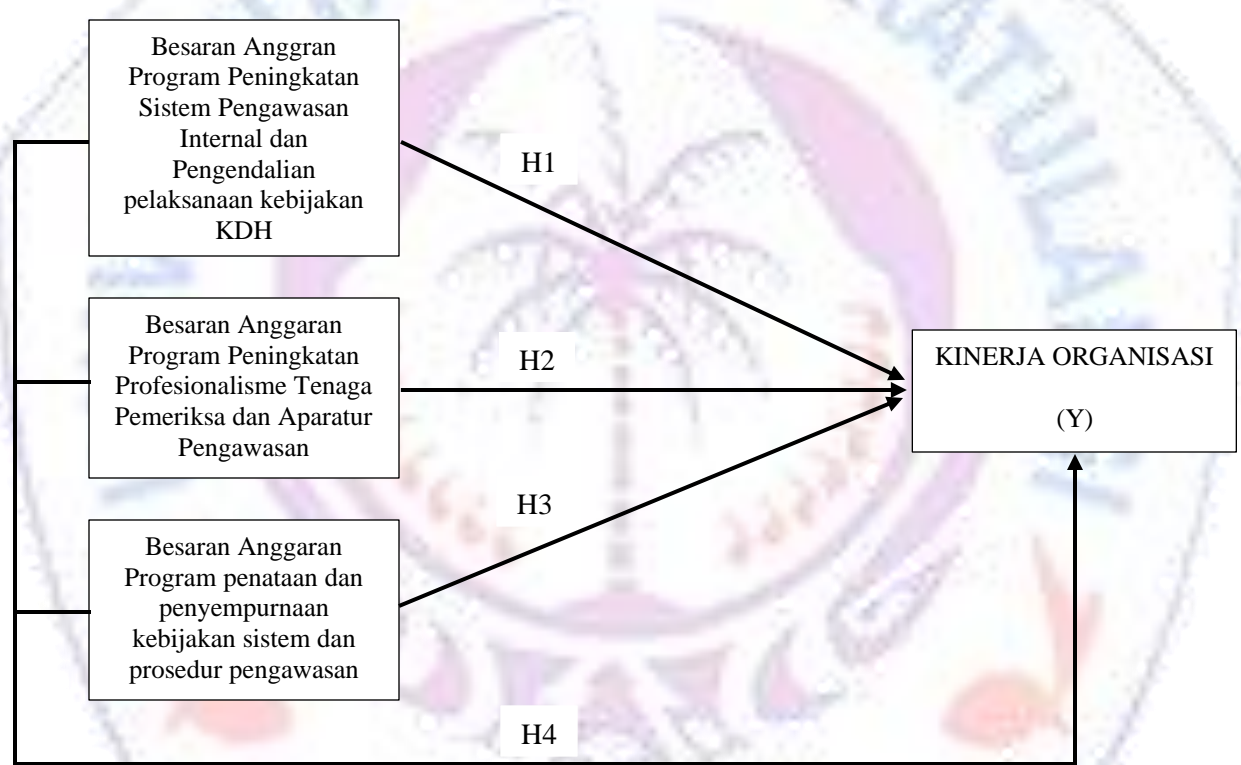 Besaran Anggran
Program Peningkatan
Sistem Pengawasan
Internal dan
Pengendalian
pelaksanaan kebijakan
KDH
H1
Besaran Anggaran
Program Peningkatan
Profesionalisme Tenaga
Pemeriksa dan Aparatur
Pengawasan
H2
KINERJA ORGANISASI
(Y)
H3
Besaran Anggaran
Program penataan dan
penyempurnaan
kebijakan sistem dan
prosedur pengawasan
H4